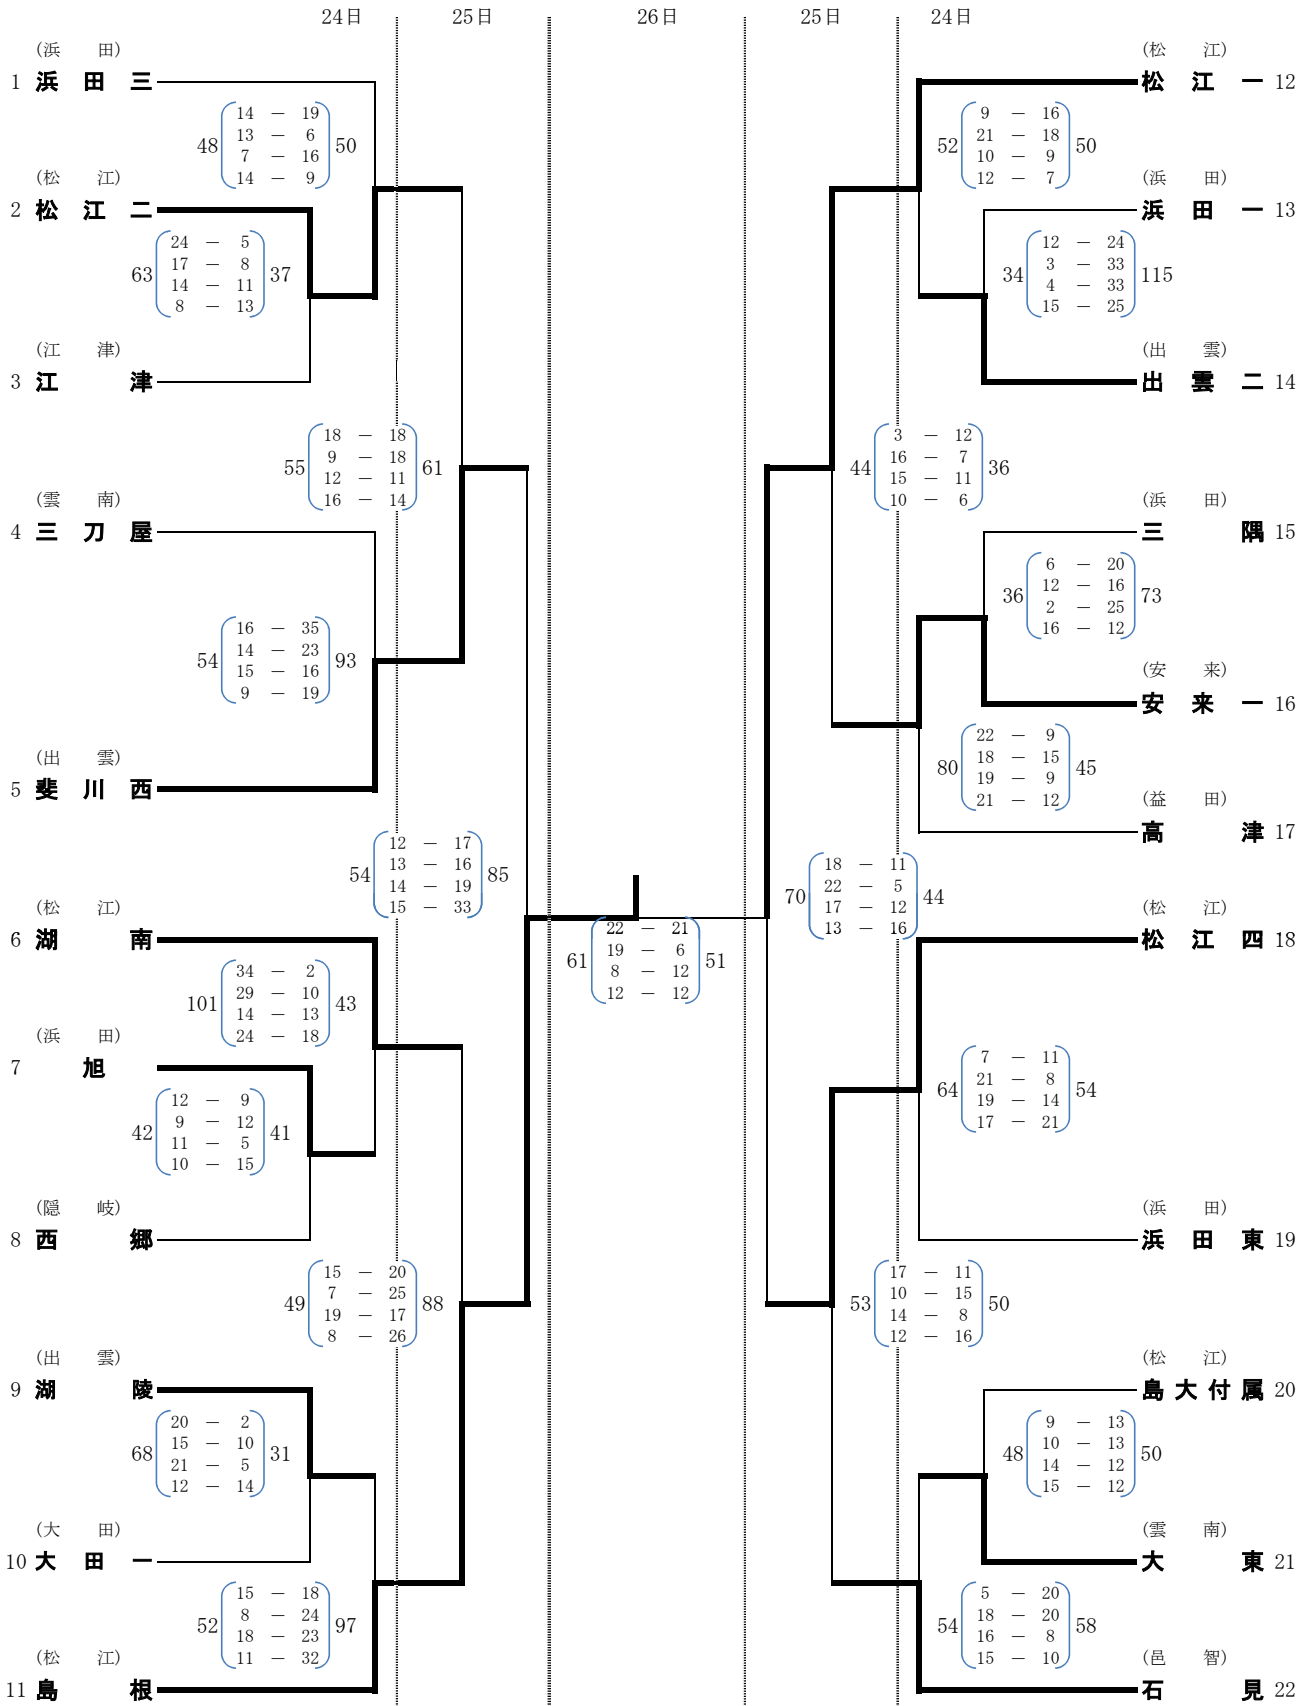 24日 25日 26日 25日 24日
(浜 田)
1 浜 田 三
14 － 19
13 － 6
7 － 16
14 － 9
48 50
(松 江)
2 松 江 二
24 － 5
17 － 8
14 － 11
8 － 13
63 37
(江 津)
3 江 津
18 － 18
9 － 18
12 － 11
16 － 14
55 61
(雲 南)
4 三 刀 屋
16 － 35
14 － 23
15 － 16
9 － 19
54 93
(出 雲)
5 斐 川 西
12 － 17
13 － 16
14 － 19
15 － 33
54 85
(松 江)
6 湖 南
34 － 2
29 － 10
14 － 13
24 － 18
101 43
(浜 田)
7 旭
12 － 9
9 － 12
11 － 5
10 － 15
42 41
(隠 岐)
8 西 郷
15 － 20
7 － 25
19 － 17
8 － 26
49 88
(出 雲)
9 湖 陵
20 － 2
15 － 10
21 － 5
12 － 14
68 31
(大 田)
10 大 田 一
15 － 18
8 － 24
18 － 23
11 － 32
52 97
(松 江)
11 島 根
22 － 21
19 － 6
8 － 12
12 － 12
61 51
(松 江)
松 江 一 12
9 － 16
21 － 18
10 － 9
12 － 7
52 50
(浜 田)
浜 田 一 13
12 － 24
3 － 33
4 － 33
15 － 25
34 115
(出 雲)
出 雲 二 14
3 － 12
16 － 7
15 － 11
10 － 6
44 36
(浜 田)
三 隅 15
6 － 20
12 － 16
2 － 25
16 － 12
36 73
(安 来)
安 来 一 16
22 － 9
18 － 15
19 － 9
21 － 12
80 45
(益 田)
高 津 17
18 － 11
22 － 5
17 － 12
13 － 16
70 44
(松 江)
松 江 四 18
7 － 11
21 － 8
19 － 14
17 － 21
64 54
(浜 田)
浜 田 東 19
17 － 11
10 － 15
14 － 8
12 － 16
53 50
(松 江)
島 大 付 属 20
9 － 13
10 － 13
14 － 12
15 － 12
48 50
(雲 南)
大 東 21
5 － 20
18 － 20
16 － 8
15 － 10
54 58
(邑 智)
石 見 22